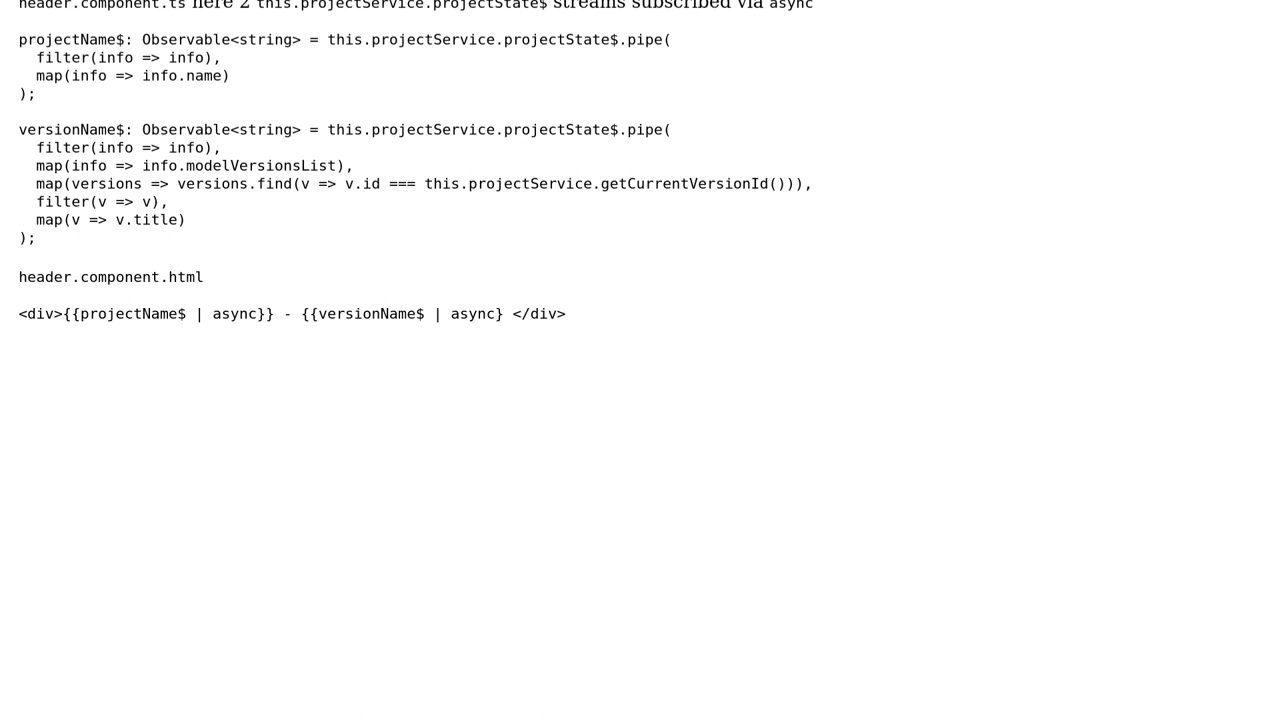 header.component.ts here 2 this.projectService.projectState$ streams subscribed via async
projectName$: Observable<string> = this.projectService.projectState$.pipe(
  filter(info => info),
  map(info => info.name)
);
versionName$: Observable<string> = this.projectService.projectState$.pipe(
  filter(info => info),
  map(info => info.modelVersionsList),
  map(versions => versions.find(v => v.id === this.projectService.getCurrentVersionId())),
  filter(v => v),
  map(v => v.title)
);
header.component.html
<div>{{projectName$ | async}} - {{versionName$ | async} </div>